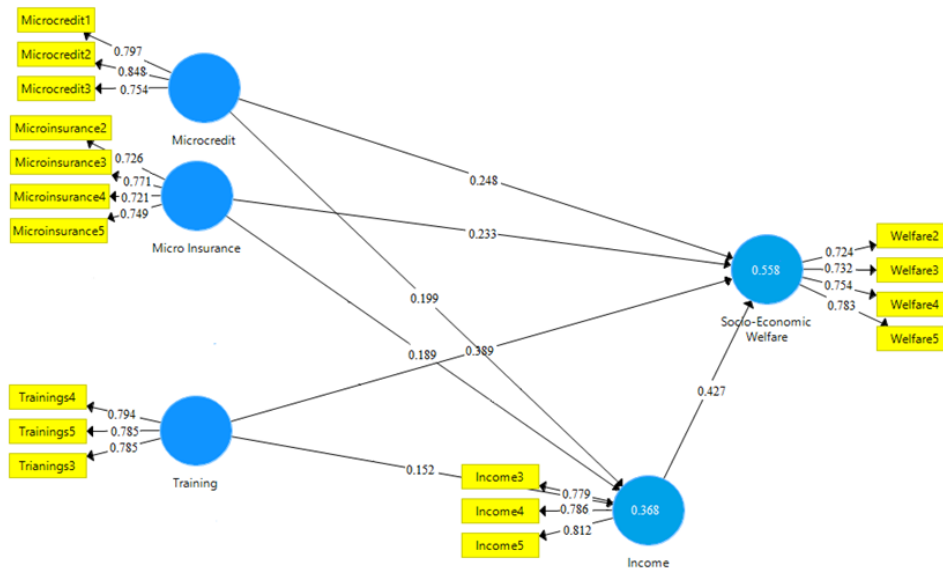 Microcredit1
Microcredit2
Microcredit3
0.797
0.848
0.754
Microcredit
Microinsurance2
Microinsurance3
Microinsurance4
Microinsurance5
0.726
0.771
0.721
0.749
Micro Insurance
0.248
0.233
0.199
0.189
0.389
0.558
Socio-Economic
Welfare
0.724
0.732
0.754
0.783
Welfare2
Welfare3
Welfare4
Welfare5
0.427
Trainings4
Trainings5
Trianings3
0.794
0.785
0.785
Training
0.152
Income3
Income4
Income5
0.779
0.786
0.812
0.368
Income